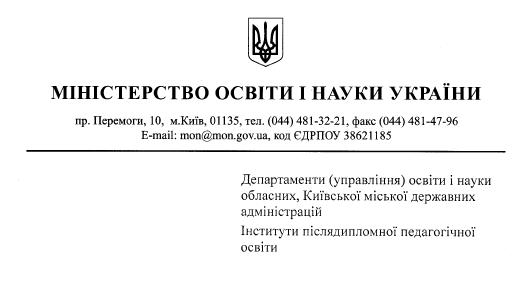 МІНІСТЕРСТВО ОСВІТИ І НАУКИ УКРАЇНИ
пр. Перемоги, 10, м.Київ, 01135, тел. (044) 481-32-21, факс (044) 481-47-96
E-mail: mon@mon.gov.ua, код ЄДРПОУ 38621185
Департаменти (управління) освіти і науки
обласних, Київської міської державних
адміністрацій
Інститути післядипломної педагогічної
освіти